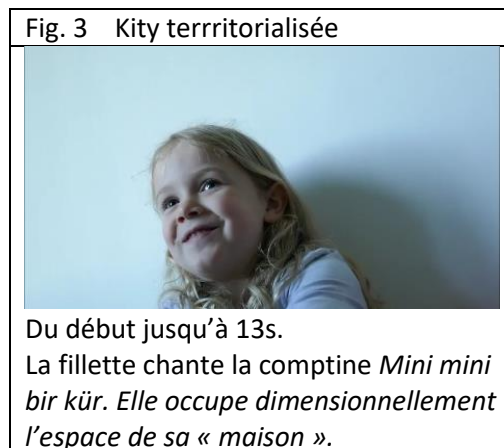 Fig. 3 Kity terrritorialisée
Du début jusqu’à 13s.
La fillette chante la comptine Mini mini
bir kür. Elle occupe dimensionnellement
l’espace de sa « maison ».